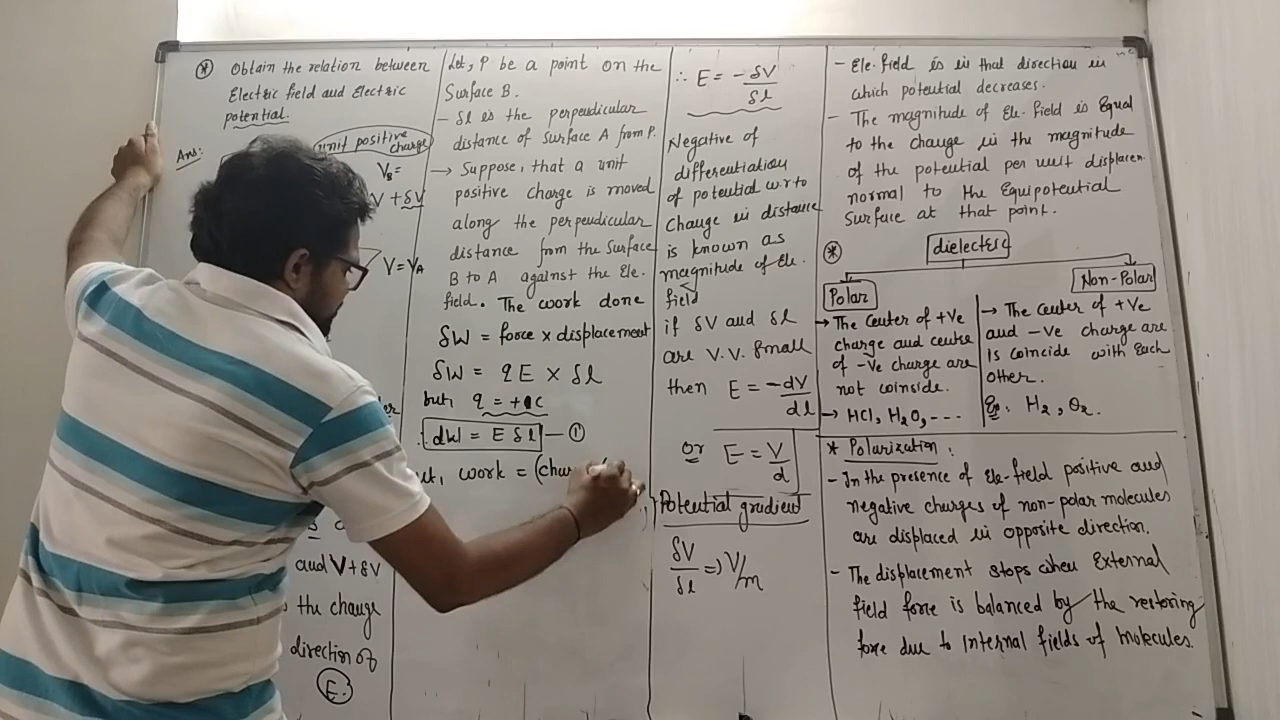 * Obtain the relation between
Electric field and Electric
potential.
Ans:
unit positive
charge
VB =
V + δV
V = VA
and V + δV
the change
direction of
E.
Let, P be a point on the
Surface B.
- δl is the perpendicular
distance of Surface A from P.
→ Suppose, that a unit
positive charge is moved
along the perpendicular
distance from the Surface
B to A against the Ele.
field. The work done
δW = force x displacement
δW = qE x δl
but, q = +1C
dW = E δl - ①
work = (char
∴ E = -δV/δl
Negative of
differentiation
of potential w.r to
change in distance
is known as
magnitude of Ele.
field
if δV and δl
are V.V. Small
then E = -dV/dl
or E = V/d
Potential gradient
δV/δl => V/m
- Ele. field is in that direction in
which potential decreases.
- The magnitude of Ele. field is Equal
to the change in the magnitude
of the potential per unit displacem.
normal to the Equipotential
Surface at that point.
* dielectric
Polar
→ The center of +Ve
charge and center
of -Ve charge are
not coinside.
→ HCl, H2O, ---
Non-Polar
→ The center of +Ve
and -Ve charge are
is coincide with Each
other.
Eg: H2, O2.
* Polarization:
- In the presence of Ele-field positive and
negative charges of non-polar molecules
are displaced in opposite direction.
- The displacement stops when External
field force is balanced by the restoring
force due to internal fields of molecules.